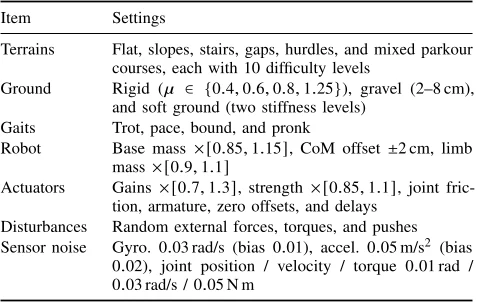 Item Settings
Terrains Flat, slopes, stairs, gaps, hurdles, and mixed parkour
courses, each with 10 difficulty levels
Ground Rigid (μ ∈ {0.4, 0.6, 0.8, 1.25}), gravel (2–8 cm),
and soft ground (two stiffness levels)
Gaits Trot, pace, bound, and pronk
Robot Base mass ×[0.85, 1.15], CoM offset ±2 cm, limb
mass ×[0.9, 1.1]
Actuators Gains ×[0.7, 1.3], strength ×[0.85, 1.1], joint fric-
tion, armature, zero offsets, and delays
Disturbances Random external forces, torques, and pushes
Sensor noise Gyro. 0.03 rad/s (bias 0.01), accel. 0.05 m/s² (bias
0.02), joint position / velocity / torque 0.01 rad /
0.03 rad/s / 0.05 N m